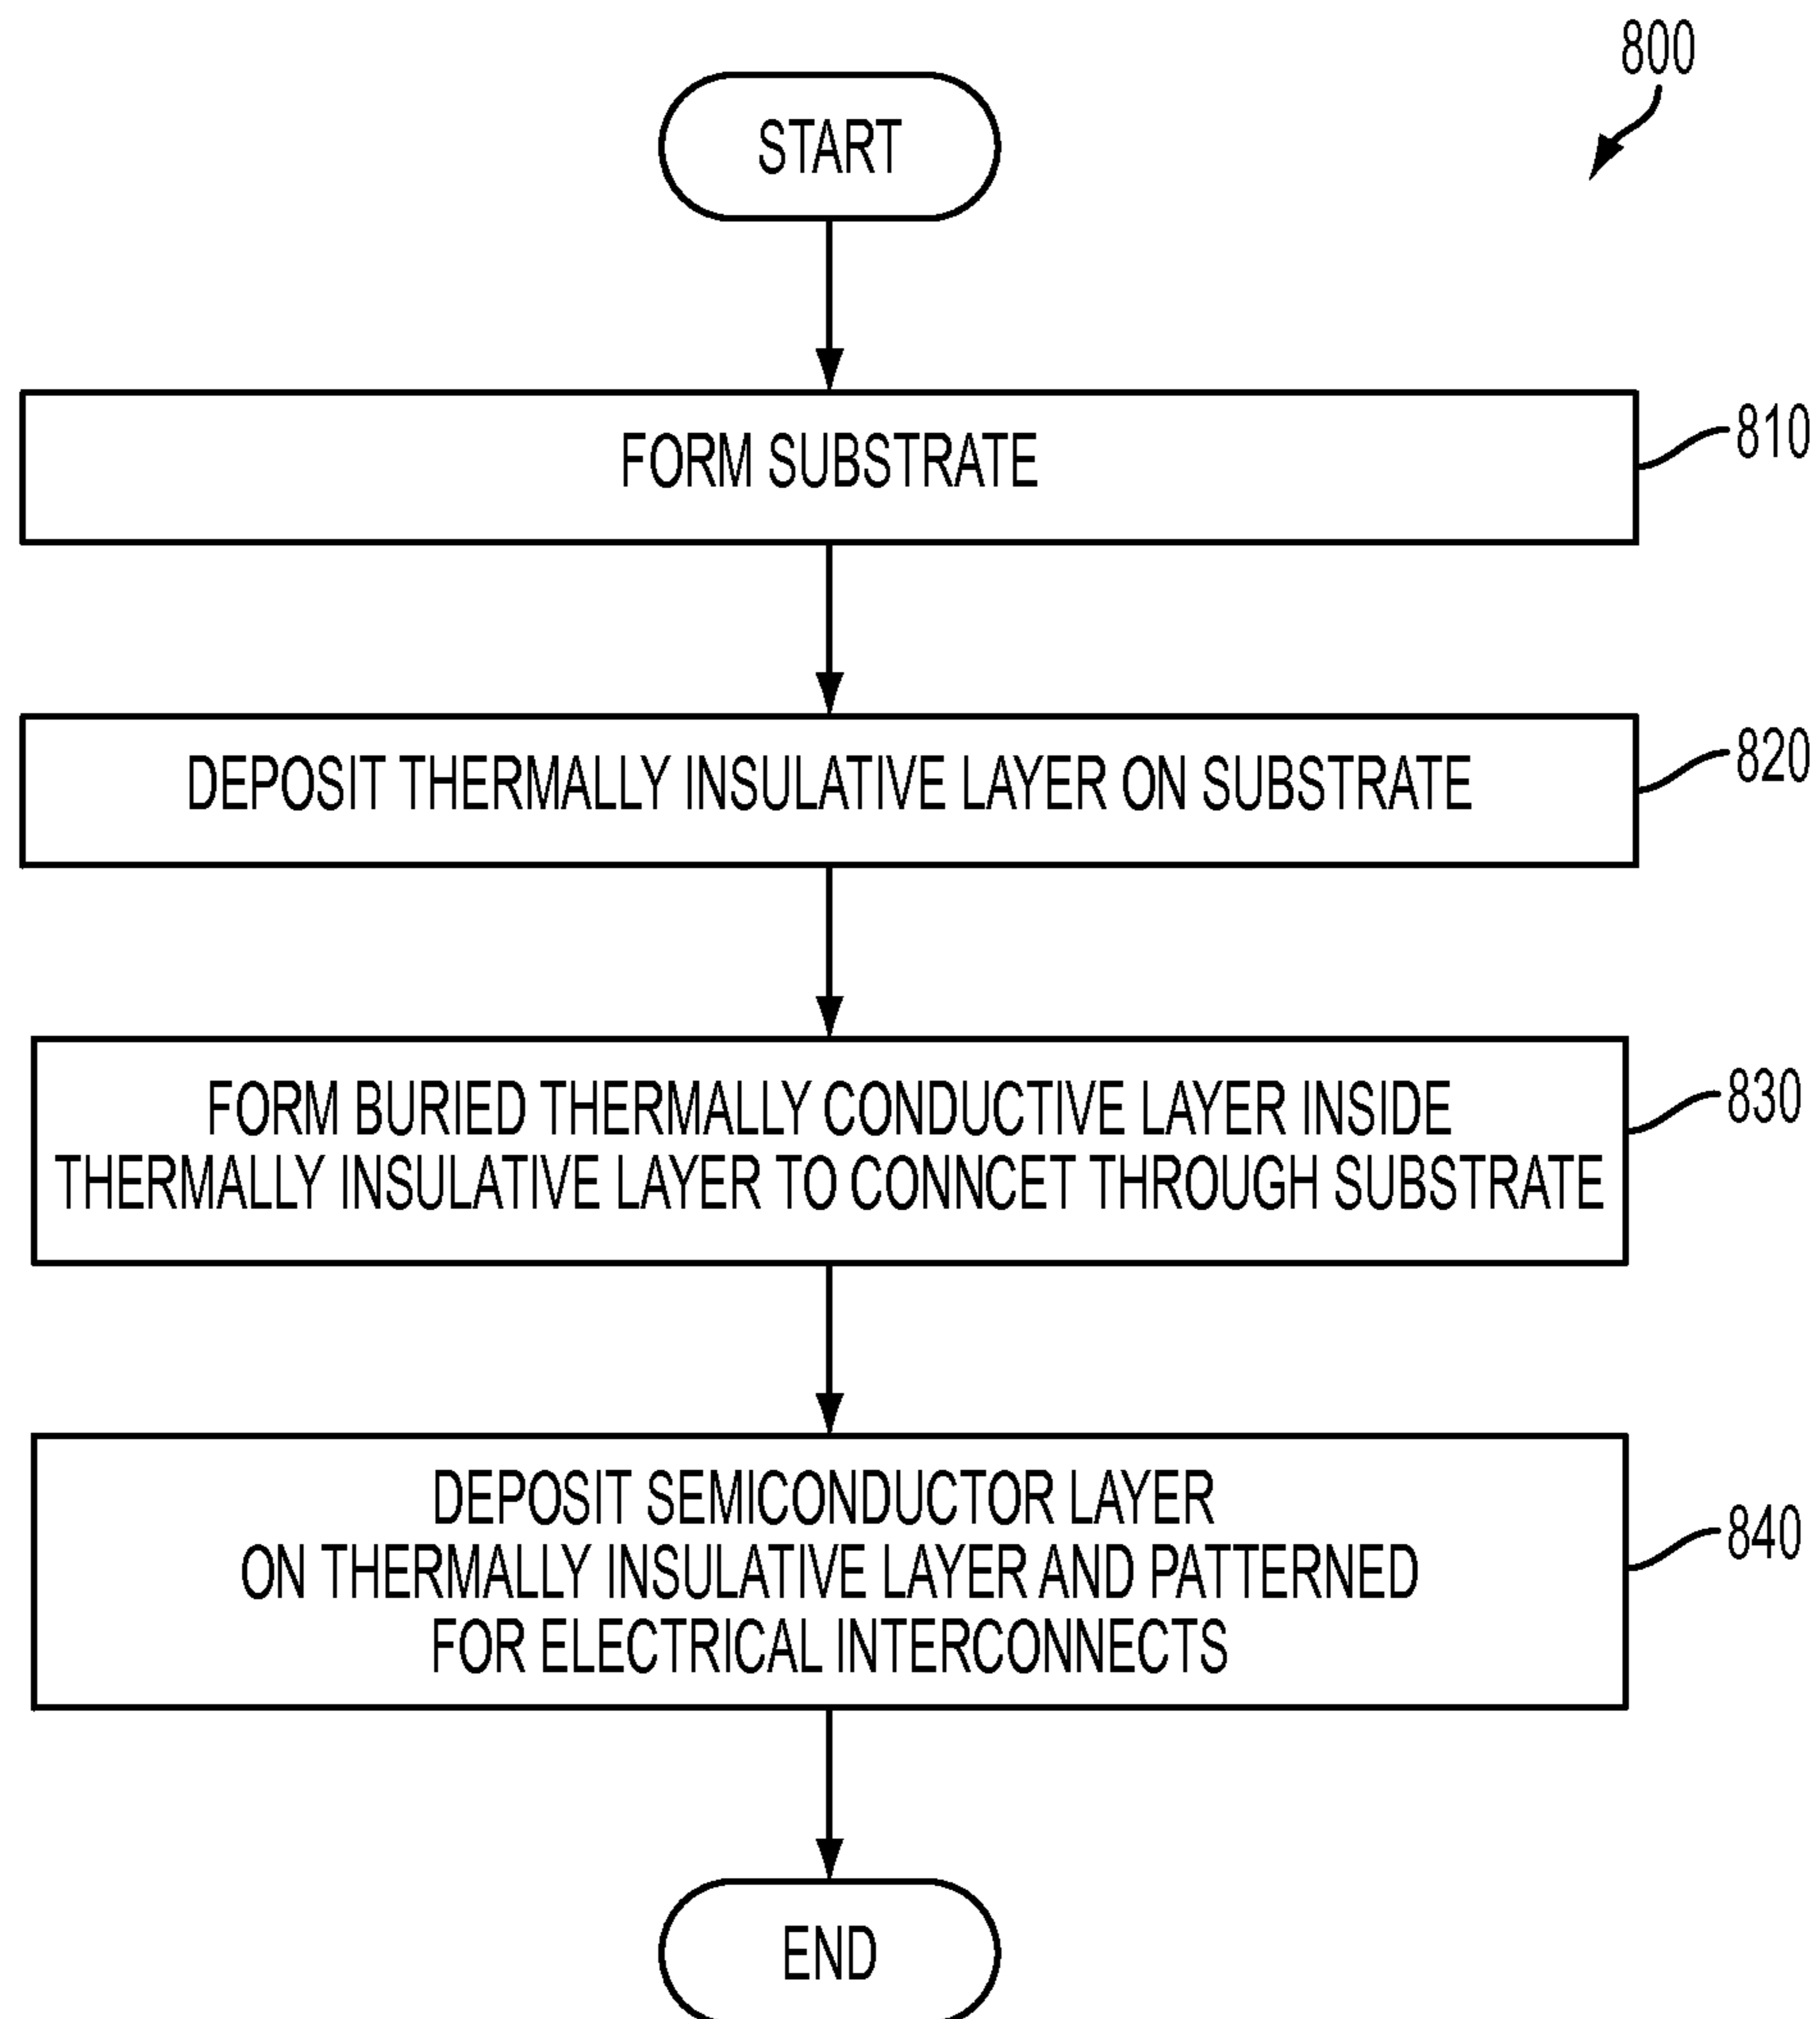 800
START
FORM SUBSTRATE
810
DEPOSIT THERMALLY INSULATIVE LAYER ON SUBSTRATE
820
FORM BURIED THERMALLY CONDUCTIVE LAYER INSIDE
THERMALLY INSULATIVE LAYER TO CONNCET THROUGH SUBSTRATE
830
DEPOSIT SEMICONDUCTOR LAYER
ON THERMALLY INSULATIVE LAYER AND PATTERNED
FOR ELECTRICAL INTERCONNECTS
840
END